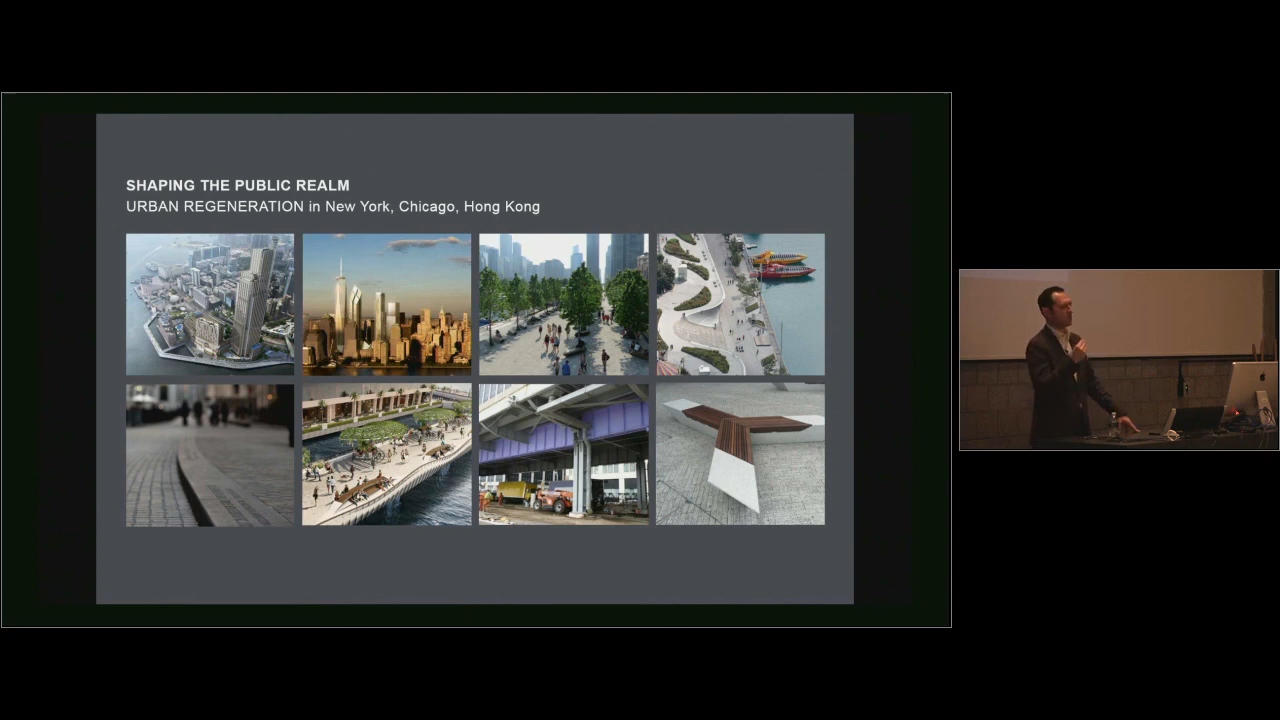 SHAPING THE PUBLIC REALM
URBAN REGENERATION in New York, Chicago, Hong Kong